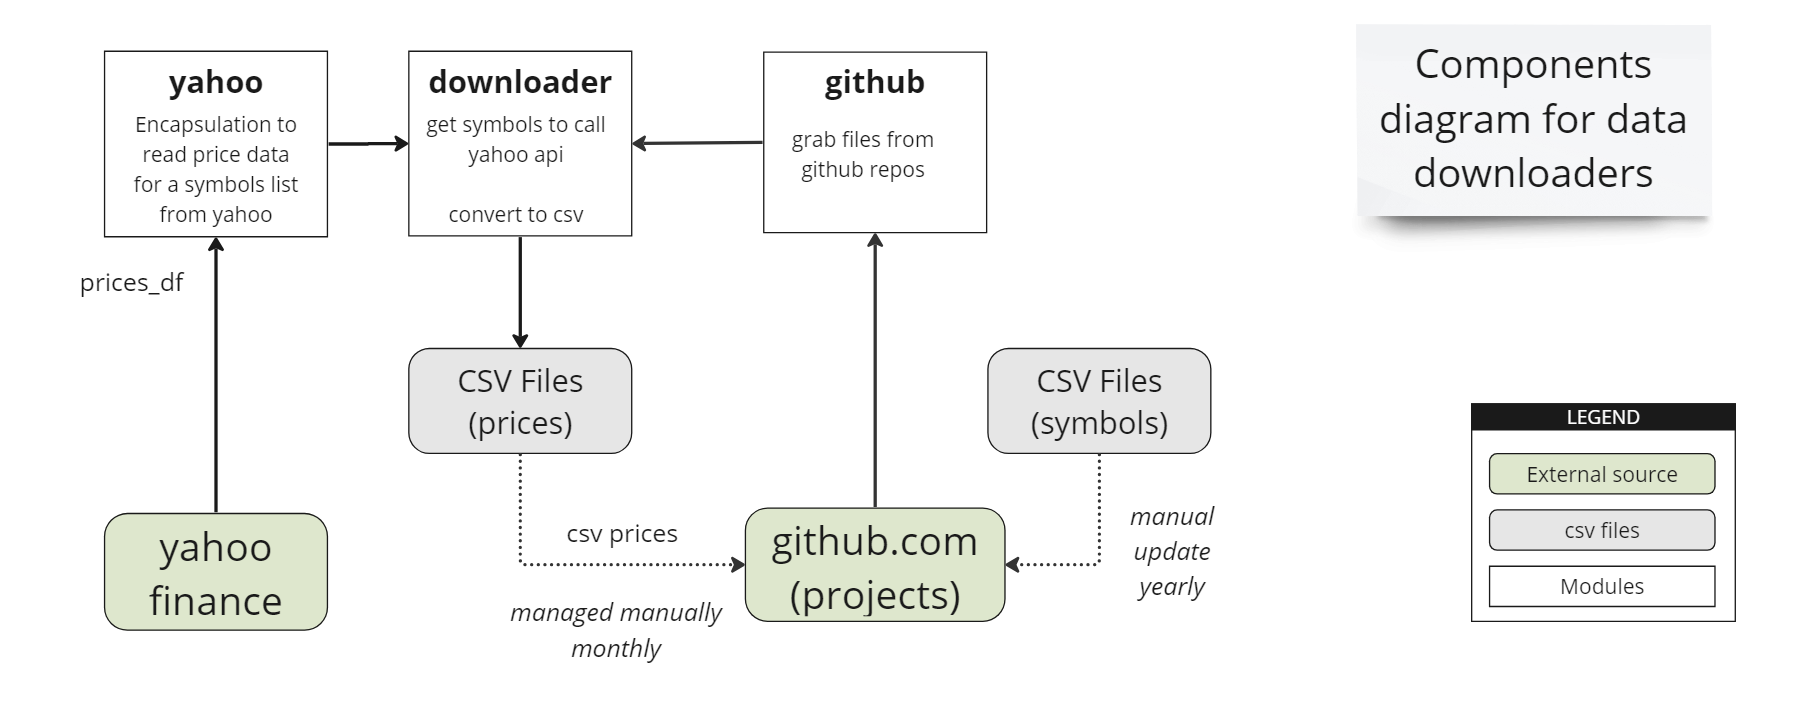 yahoo
Encapsulation to
read price data
for a symbols list
from yahoo
downloader
get symbols to call
yahoo api
convert to csv
github
grab files from
github repos
Components
diagram for data
downloaders
prices_df
CSV Files
(prices)
CSV Files
(symbols)
csv prices
managed manually
monthly
manual
update
yearly
yahoo
finance
github.com
(projects)
LEGEND
External source
csv files
Modules